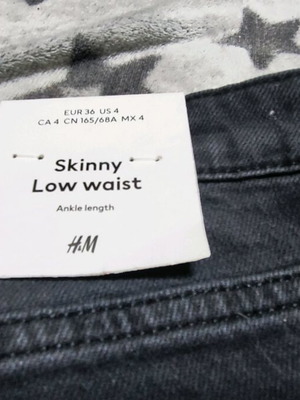 EUR 36 US 4
CA 4 CN 165/68A MX 4
Skinny
Low waist
Ankle length
H&M